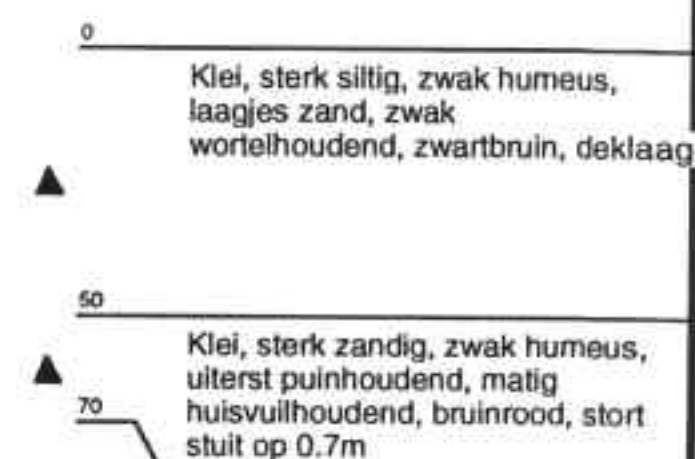 0
Klei, sterk siltig, zwak humeus,
laagjes zand, zwak
wortelhoudend, zwartbruin, deklaag
50
Klei, sterk zandig, zwak humeus,
uiterst puinhoudend, matig
70
huisvuilhoudend, bruinrood, stort
stuit op 0.7m